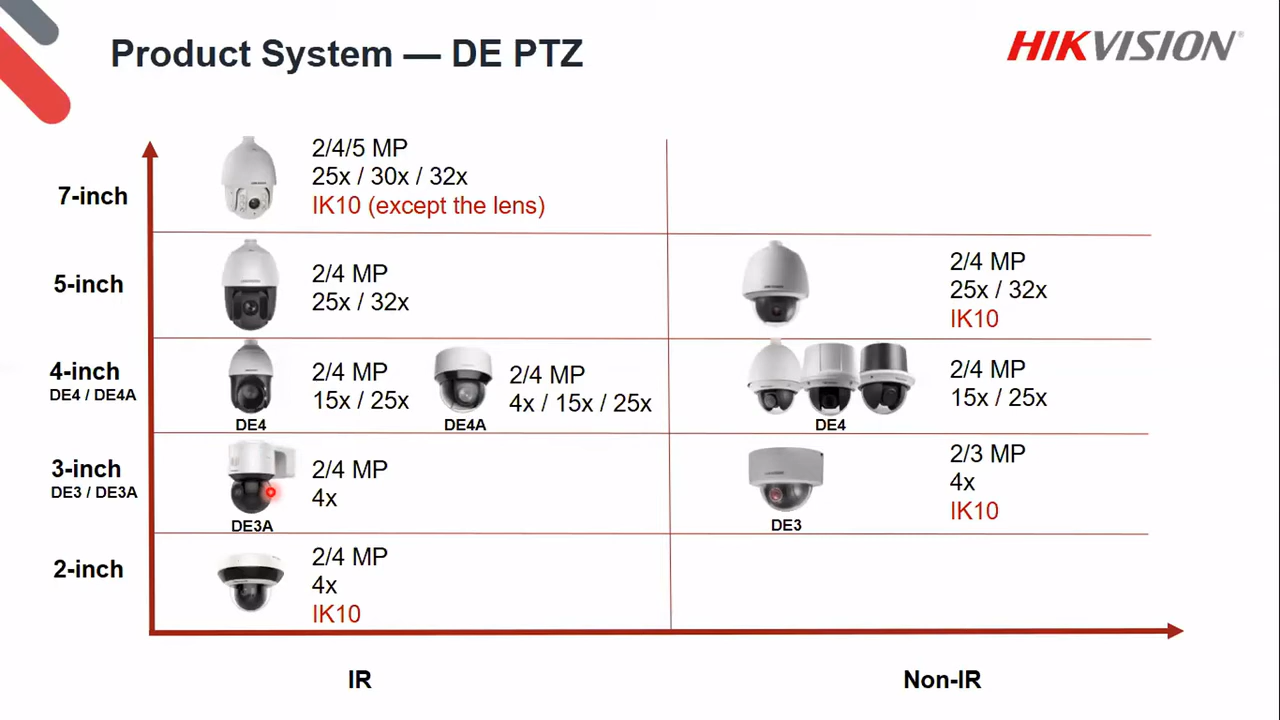 Product System — DE PTZ
HIKVISION®
7-inch
2/4/5 MP
25x / 30x / 32x
IK10 (except the lens)
5-inch
2/4 MP
25x / 32x
2/4 MP
25x / 32x
IK10
4-inch
DE4 / DE4A
2/4 MP
15x / 25x
DE4
2/4 MP
4x / 15x / 25x
DE4A
2/4 MP
15x / 25x
DE4
3-inch
DE3 / DE3A
2/4 MP
4x
DE3A
2/3 MP
4x
IK10
DE3
2-inch
2/4 MP
4x
IK10
IR
Non-IR